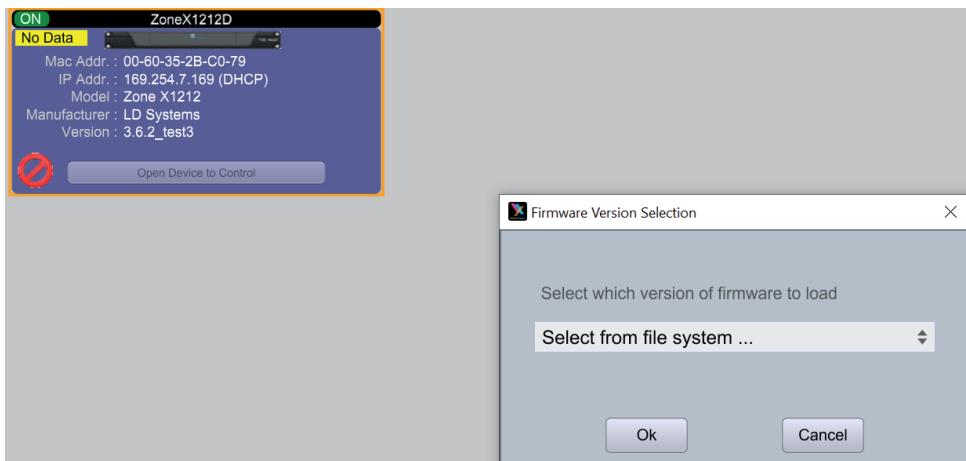 ON ZoneX1212D
No Data
Mac Addr. : 00-60-35-2B-C0-79
IP Addr. : 169.254.7.169 (DHCP)
Model : Zone X1212
Manufacturer : LD Systems
Version : 3.6.2_test3
Open Device to Control
Firmware Version Selection
Select which version of firmware to load
Select from file system ...
Ok Cancel